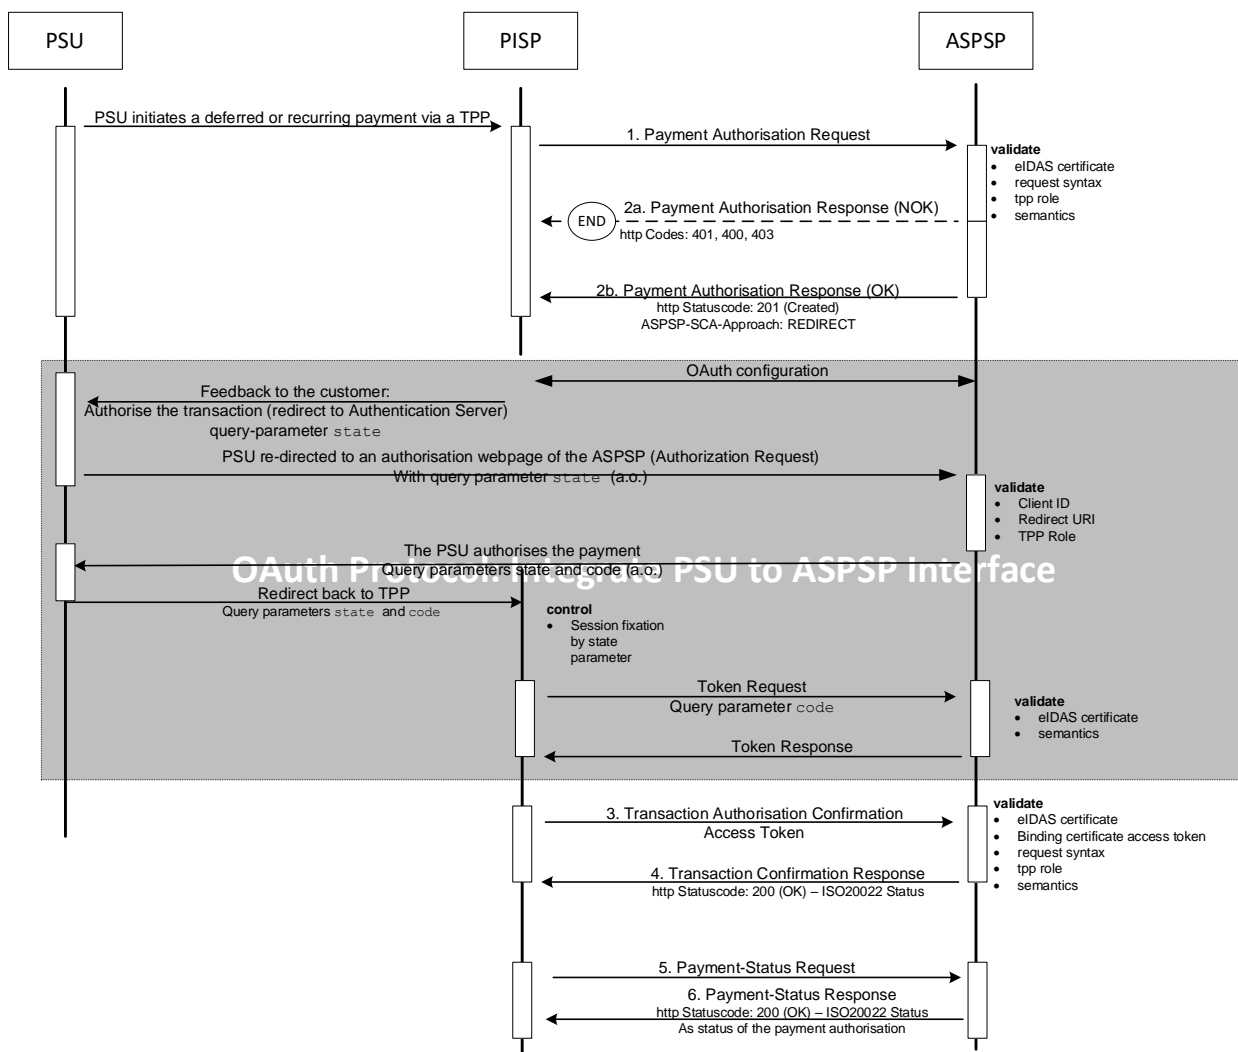 PSU
PISP
ASPSP
PSU initiates a deferred or recurring payment via a TPP
1. Payment Authorisation Request
validate
• eIDAS certificate
• request syntax
• tpp role
• semantics
2a. Payment Authorisation Response (NOK)
END
http Codes: 401, 400, 403
2b. Payment Authorisation Response (OK)
http Statuscode: 201 (Created)
ASPSP-SCA-Approach: REDIRECT
OAuth configuration
Feedback to the customer:
Authorise the transaction (redirect to Authentication Server)
query-parameter state
PSU re-directed to an authorisation webpage of the ASPSP (Authorization Request)
With query parameter state (a.o.)
validate
• Client ID
• Redirect URI
• TPP Role
The PSU authorises the payment
OAuth Protocol: Integrate PSU to ASPSP Interface
Query parameters state and code (a.o.)
Redirect back to TPP
Query parameters state and code
control
• Session fixation
by state
parameter
Token Request
Query parameter code
validate
• eIDAS certificate
• semantics
Token Response
3. Transaction Authorisation Confirmation
Access Token
validate
• eIDAS certificate
• Binding certificate access token
• request syntax
• tpp role
• semantics
4. Transaction Confirmation Response
http Statuscode: 200 (OK) – ISO20022 Status
5. Payment-Status Request
6. Payment-Status Response
http Statuscode: 200 (OK) – ISO20022 Status
As status of the payment authorisation